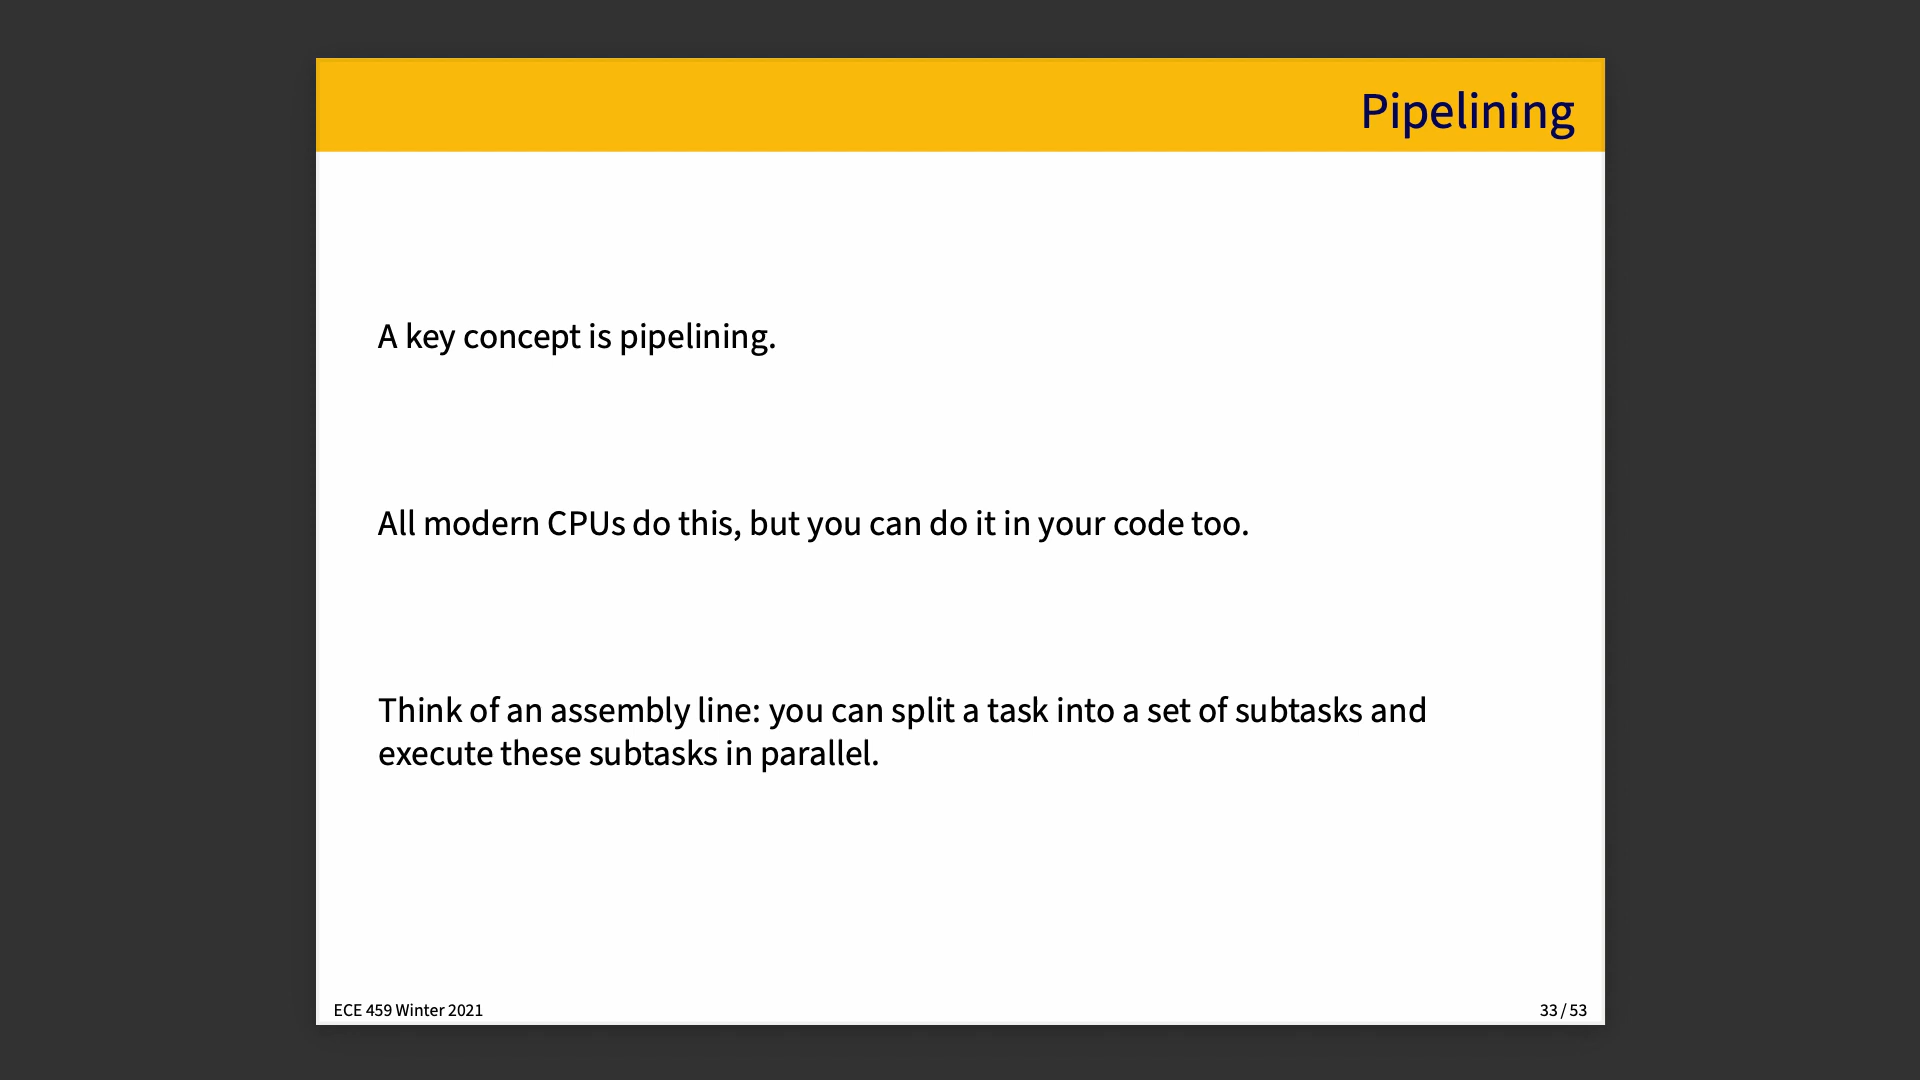 Pipelining
A key concept is pipelining.
All modern CPUs do this, but you can do it in your code too.
Think of an assembly line: you can split a task into a set of subtasks and
execute these subtasks in parallel.
ECE 459 Winter 2021
33 / 53